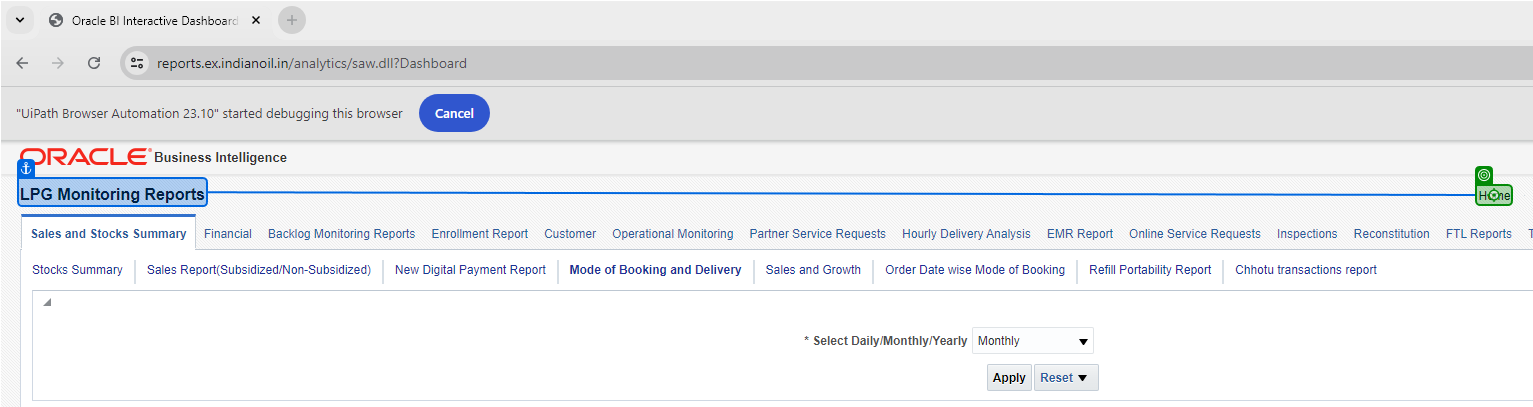 Oracle BI Interactive Dashboard
reports.ex.indianoil.in/analytics/saw.dll?Dashboard
"UiPath Browser Automation 23.10" started debugging this browser Cancel
ORACLE Business Intelligence
LPG Monitoring Reports Home
Sales and Stocks Summary Financial Backlog Monitoring Reports Enrollment Report Customer Operational Monitoring Partner Service Requests Hourly Delivery Analysis EMR Report Online Service Requests Inspections Reconstitution FTL Reports
Stocks Summary Sales Report(Subsidized/Non-Subsidized) New Digital Payment Report Mode of Booking and Delivery Sales and Growth Order Date wise Mode of Booking Refill Portability Report Chhotu transactions report
* Select Daily/Monthly/Yearly Monthly
Apply Reset